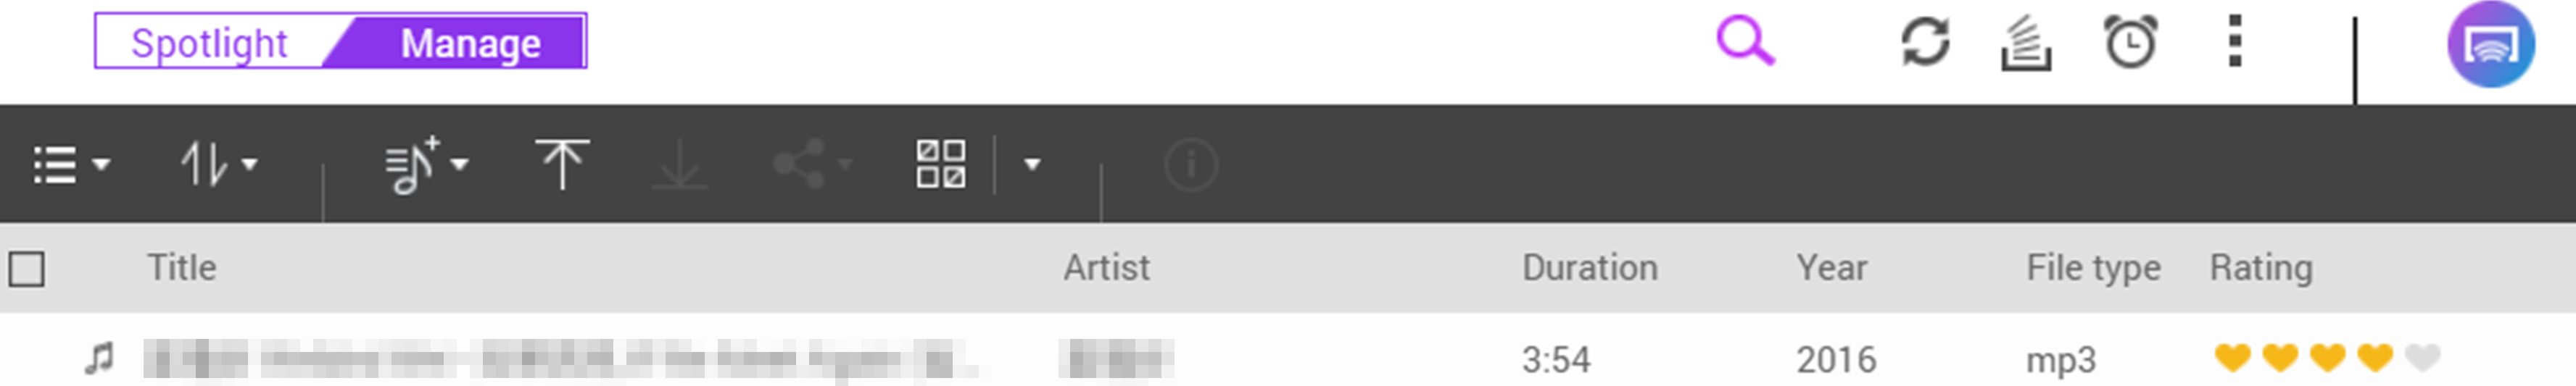 Spotlight Manage
Title Artist Duration Year File type Rating
3:54 2016 mp3